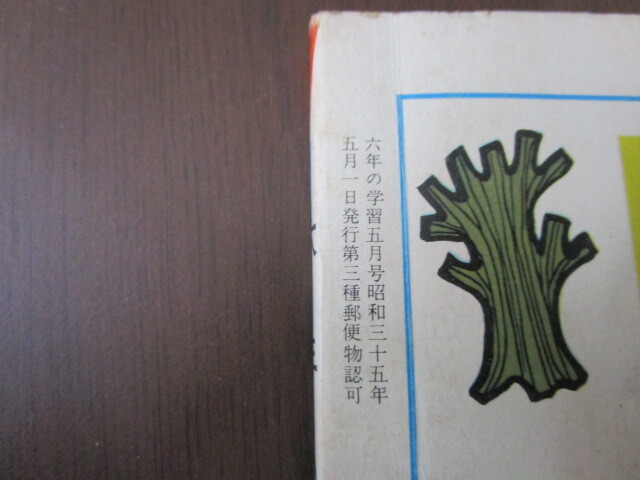 六年の学習五月号昭和三十五年
五月一日発行第三種郵便物認可